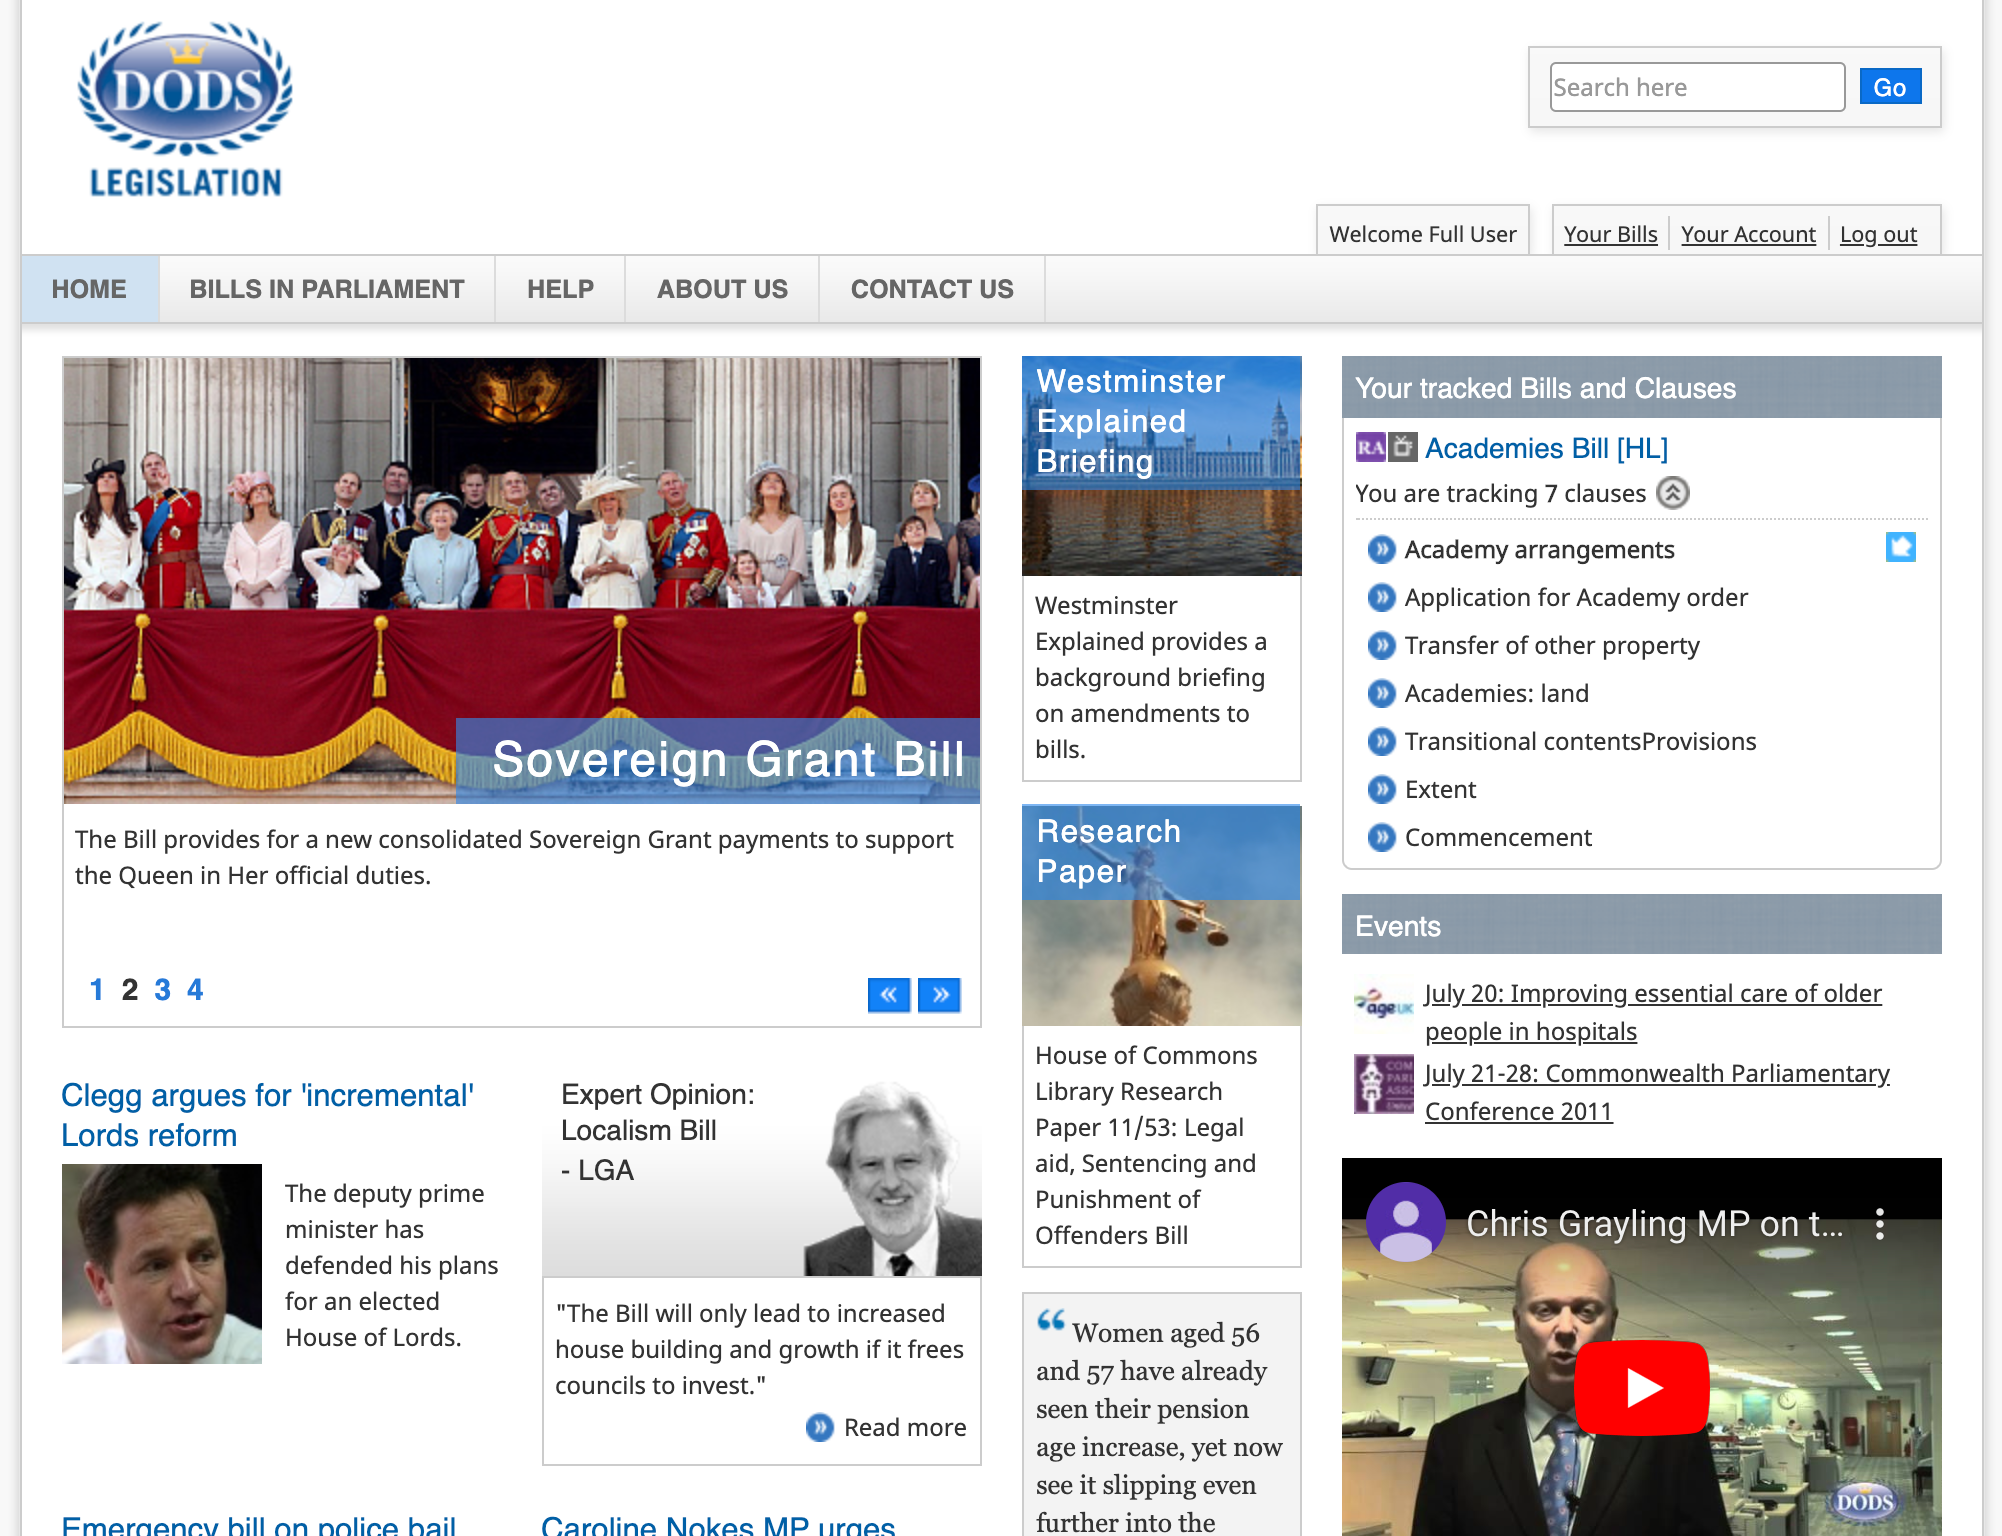 DODS
LEGISLATION
Search here
Go
Welcome Full User
Your Bills
Your Account
Log out
HOME
BILLS IN PARLIAMENT
HELP
ABOUT US
CONTACT US
Sovereign Grant Bill
The Bill provides for a new consolidated Sovereign Grant payments to support
the Queen in Her official duties.
1 2 3 4
« »
Clegg argues for 'incremental'
Lords reform
The deputy prime
minister has
defended his plans
for an elected
House of Lords.
Expert Opinion:
Localism Bill
- LGA
"The Bill will only lead to increased
house building and growth if it frees
councils to invest."
Read more
Emergency bill on police bail
Caroline Nokes MP urges
Westminster
Explained
Briefing
Westminster
Explained provides a
background briefing
on amendments to
bills.
Research
Paper
House of Commons
Library Research
Paper 11/53: Legal
aid, Sentencing and
Punishment of
Offenders Bill
“ Women aged 56
and 57 have already
seen their pension
age increase, yet now
see it slipping even
further into the
Your tracked Bills and Clauses
RA
Academies Bill [HL]
You are tracking 7 clauses
Academy arrangements
Application for Academy order
Transfer of other property
Academies: land
Transitional contentsProvisions
Extent
Commencement
Events
age UK
July 20: Improving essential care of older
people in hospitals
July 21-28: Commonwealth Parliamentary
Conference 2011
Chris Grayling MP on t...
DODS